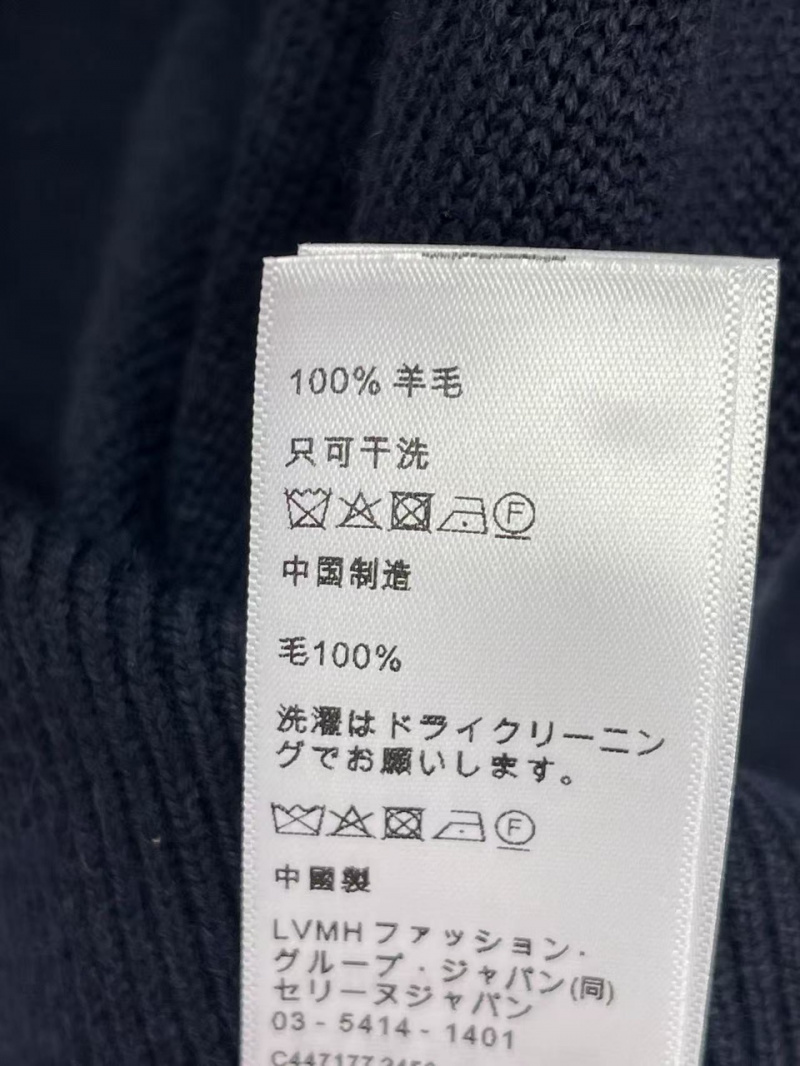 100% 羊毛
只可干洗
F
中国制造
毛100%
洗濯はドライクリーニン
グでお願いします。
F
中國製
LVMHファッション・
グループ・ジャパン(同)
セリーヌジャパン
03 - 5414 - 1401